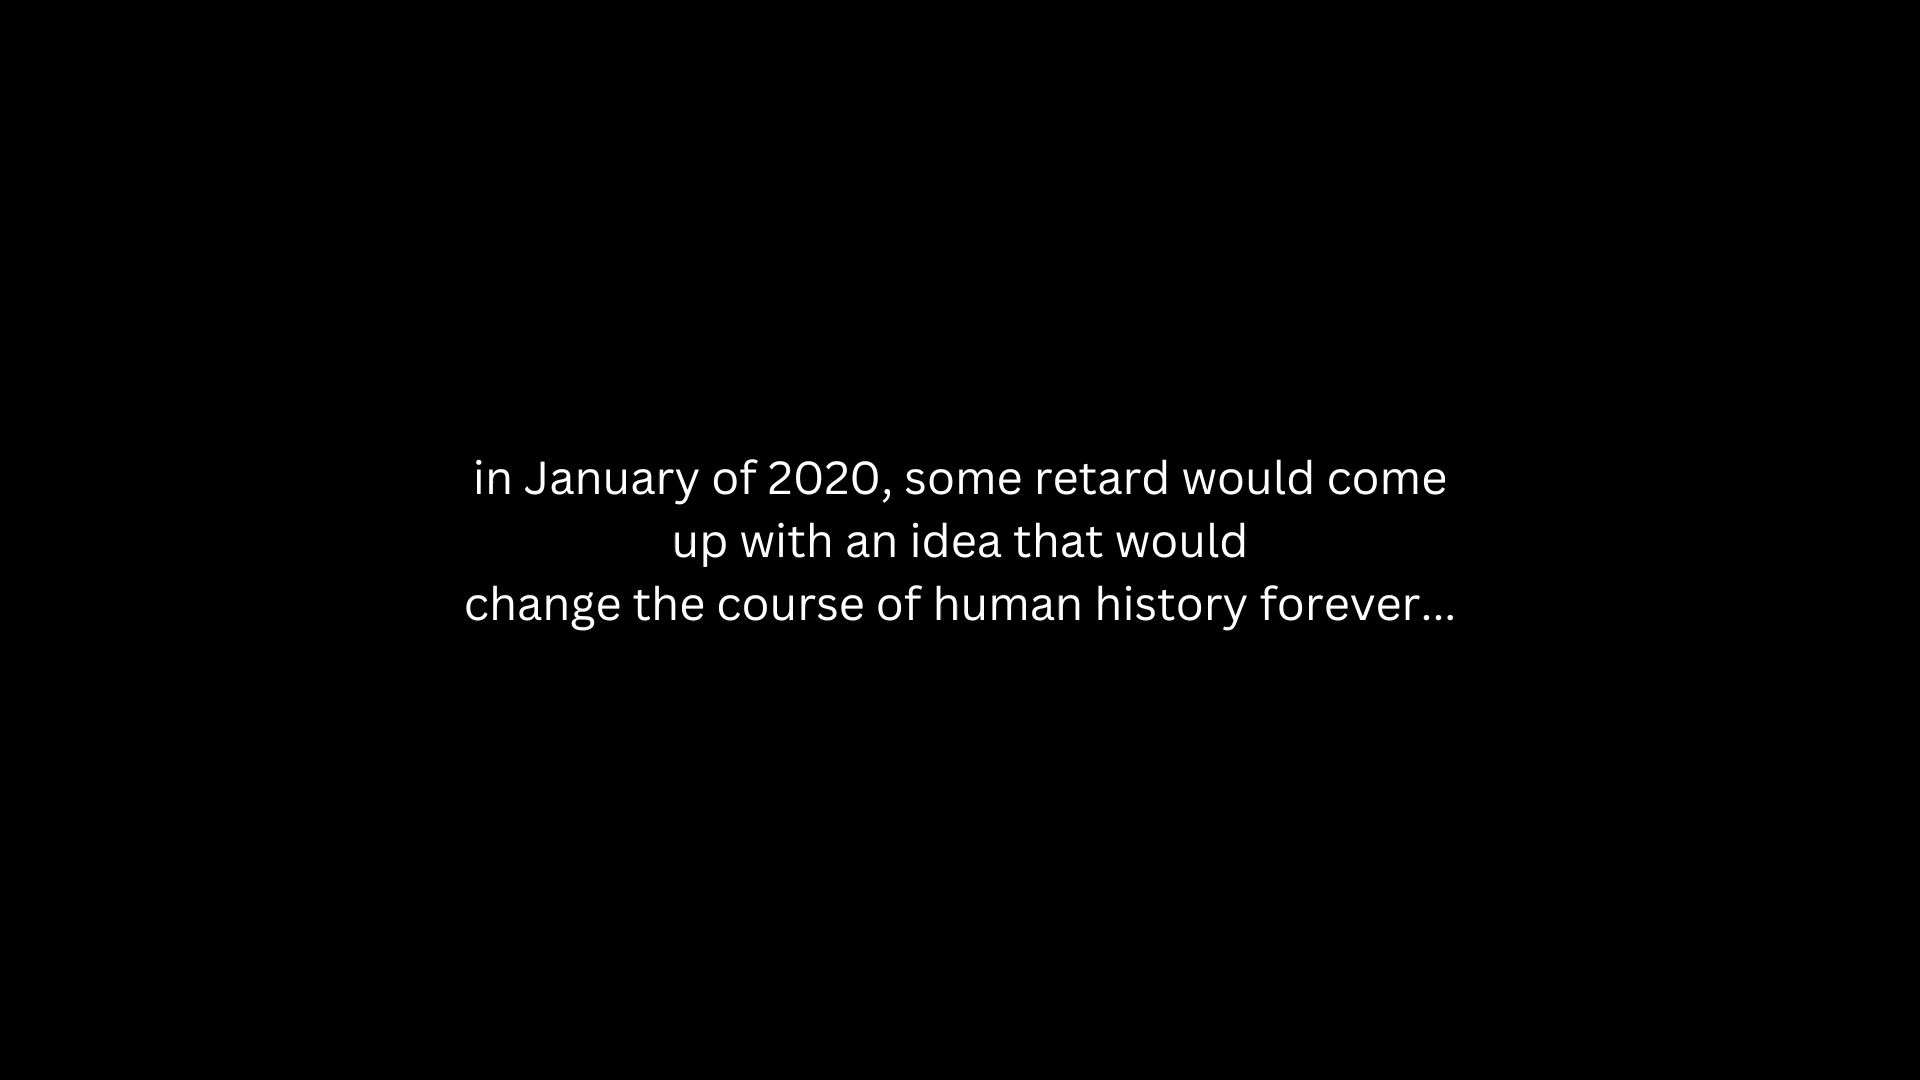 in January of 2020, some retard would come
up with an idea that would
change the course of human history forever...